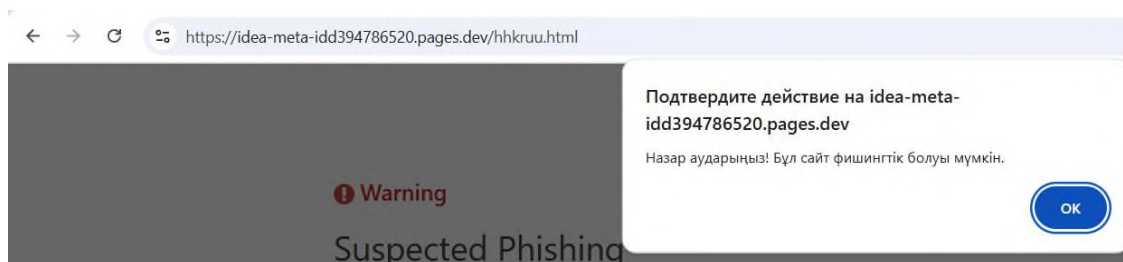 https://idea-meta-idd394786520.pages.dev/hhkruu.html
Подтвердите действие на idea-meta-
idd394786520.pages.dev
Назар аударыңыз! Бұл сайт фишингтік болуы мүмкін.
ОК
Warning
Suspected Phishing